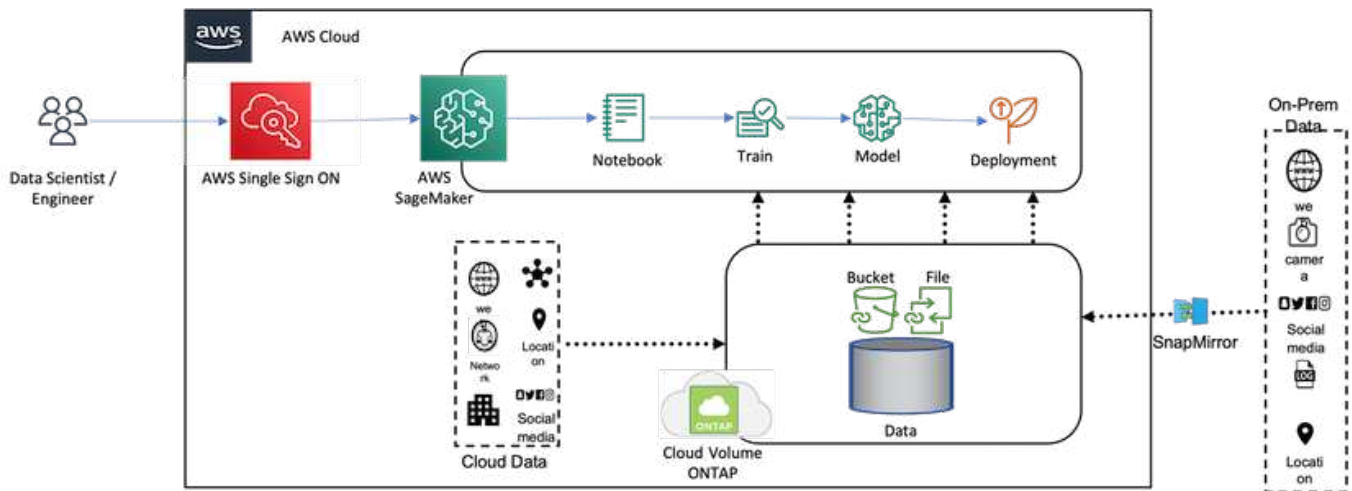 aws
AWS Cloud
Data Scientist /
Engineer
AWS Single Sign ON
AWS
SageMaker
Notebook
Train
Model
Deployment
On-Prem
Data
WWW
we
camer
a
Social
media
LOG
Locati
on
SnapMirror
WWW
we
Netwo
rk
Locati
on
Social
media
Cloud Data
Bucket
File
Data
ONTAP
Cloud Volume
ONTAP